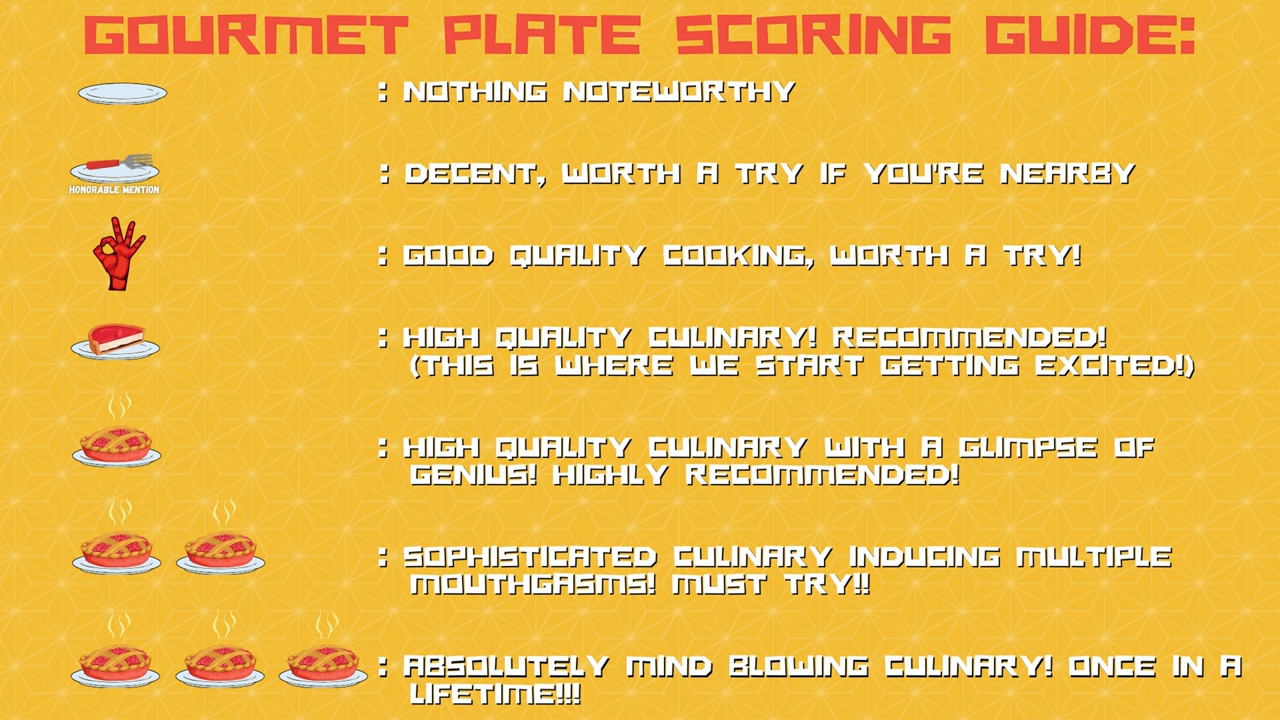 GOURMET PLATE SCORING GUIDE:
: NOTHING NOTEWORTHY
HONORABLE MENTION
: DECENT, WORTH A TRY IF YOU'RE NEARBY
: GOOD QUALITY COOKING, WORTH A TRY!
: HIGH QUALITY CULINARY! RECOMMENDED!
(THIS IS WHERE WE START GETTING EXCITED!)
: HIGH QUALITY CULINARY WITH A GLIMPSE OF
GENIUS! HIGHLY RECOMMENDED!
: SOPHISTICATED CULINARY INDUCING MULTIPLE
MOUTHGASMS! MUST TRY!!
: ABSOLUTELY MIND BLOWING CULINARY! ONCE IN A
LIFETIME!!!